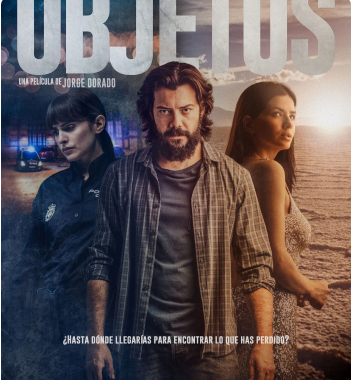 OBJETOS
UNA PELÍCULA DE JORGE DORADO
¿HASTA DÓNDE LLEGARÍAS PARA ENCONTRAR LO QUE HAS PERDIDO?